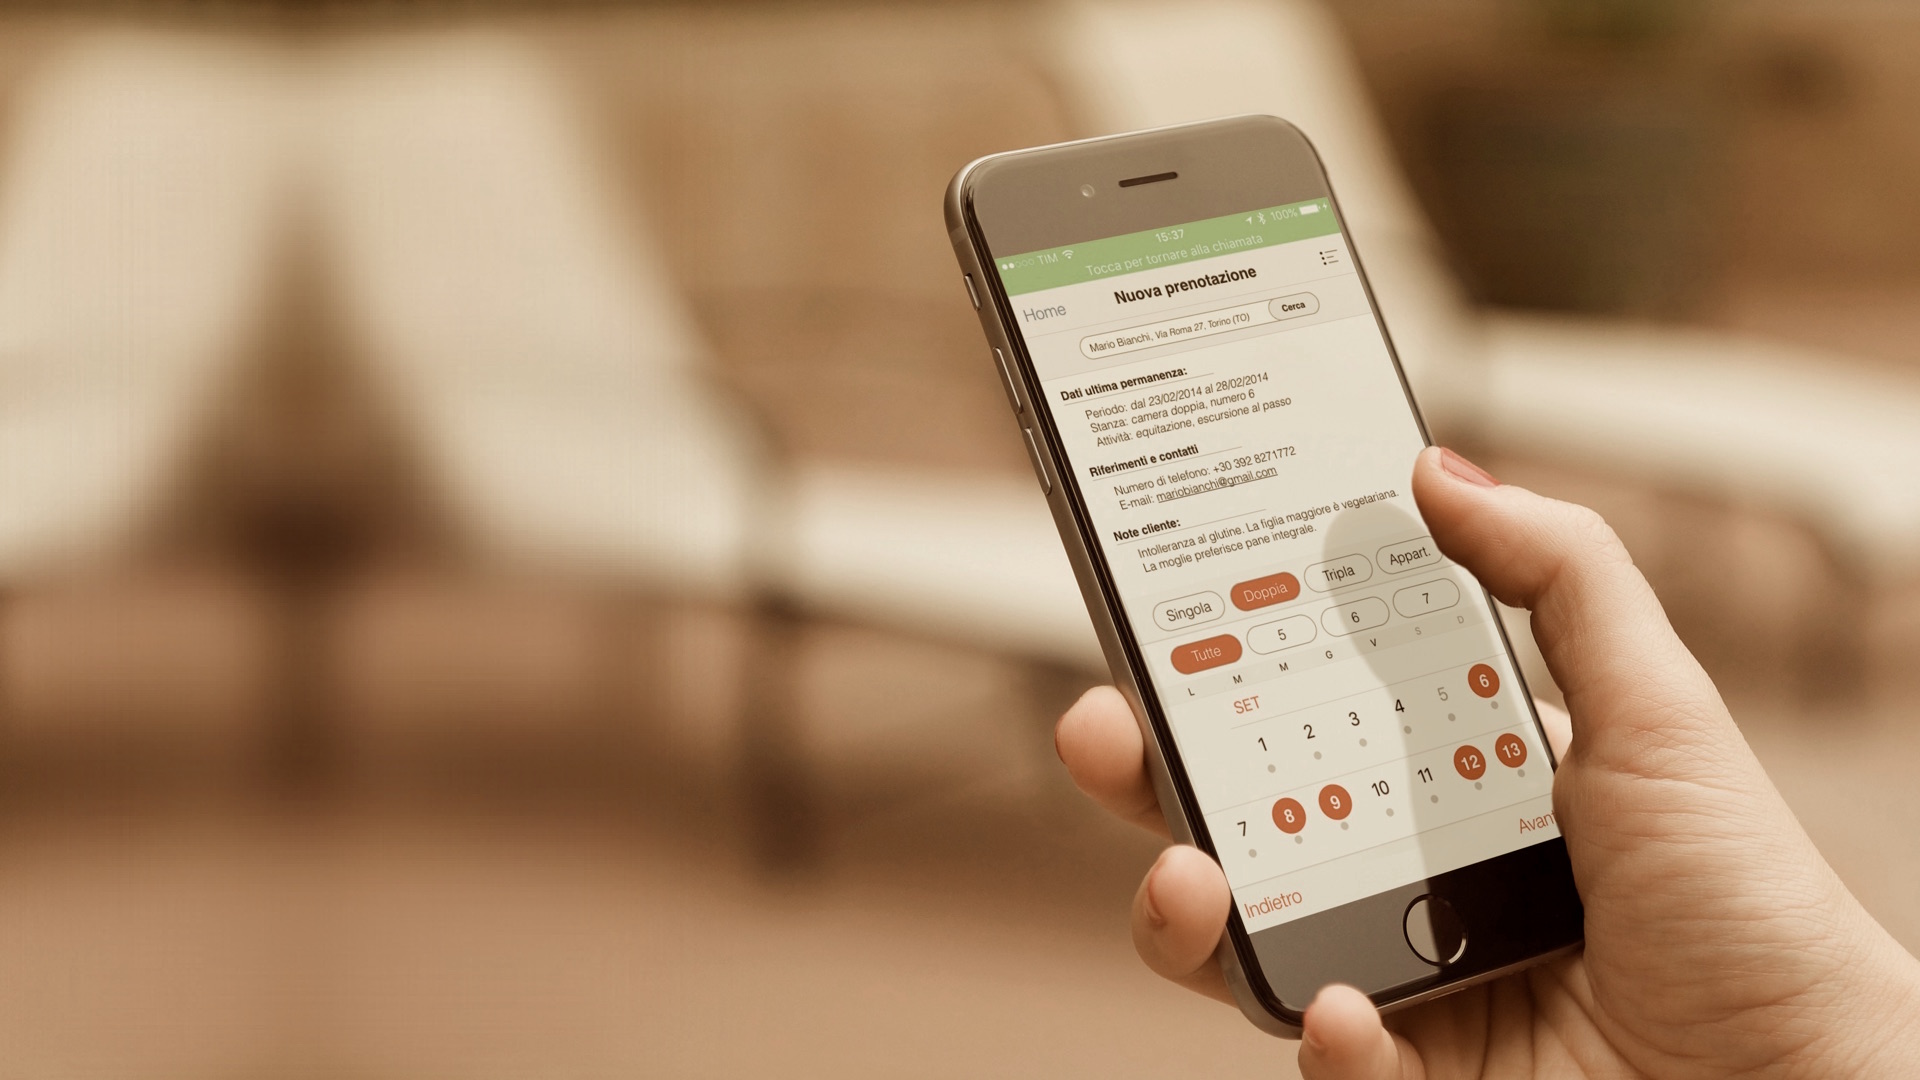 TIM 15:37 100%
Tocca per tornare alla chiamata
Home Nuova prenotazione
Mario Bianchi, Via Roma 27, Torino (TO) Cerca
Dati ultima permanenza:
Periodo: dal 23/02/2014 al 28/02/2014
Stanza: camera doppia, numero 6
Attività: equitazione, escursione al passo
Riferimenti e contatti
Numero di telefono: +30 392 8271772
E-mail: mariobianchi@gmail.com
Note cliente:
Intolleranza al glutine. La figlia maggiore è vegetariana.
La moglie preferisce pane integrale.
Singola Doppia Tripla Appart.
Tutte 5 6 7
L M M G V S D
SET
1 2 3 4 5 6
7 8 9 10 11 12 13
Indietro Avant